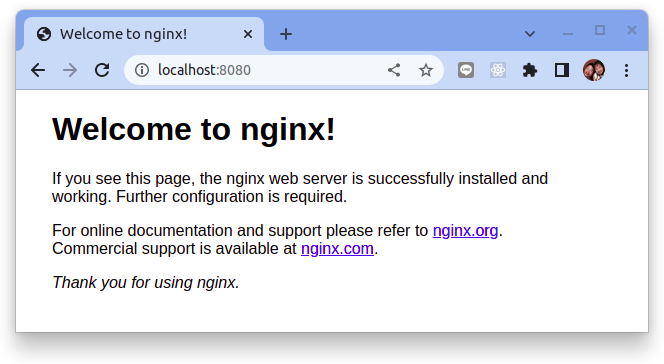 Welcome to nginx!
localhost:8080
Welcome to nginx!
If you see this page, the nginx web server is successfully installed and
working. Further configuration is required.
For online documentation and support please refer to nginx.org.
Commercial support is available at nginx.com.
Thank you for using nginx.